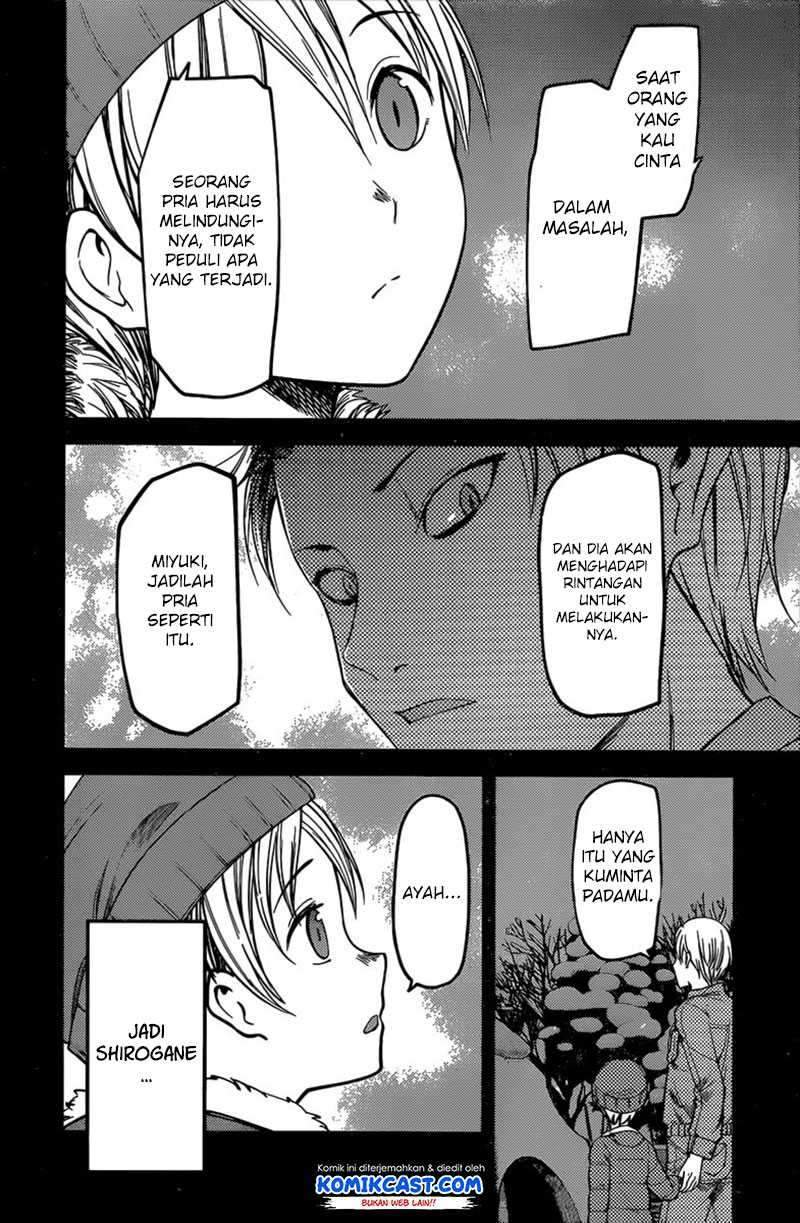 SAAT
ORANG
YANG
KAU
CINTA
DALAM
MASALAH,
SEORANG
PRIA HARUS
MELINDUNGI-
NYA, TIDAK
PEDULI APA
YANG TERJADI.
DAN DIA AKAN
MENGHADAPI
RINTANGAN
UNTUK
MELAKUKAN-
NYA.
MIYUKI,
JADILAH
PRIA
SEPERTI
ITU.
HANYA
ITU YANG
KUMINTA
PADAMU.
AYAH...
JADI
SHIROGANE
...
Komik ini diterjemahkan & diedit oleh
KOMIKCAST.COM
BUKAN WEB LAIN!!